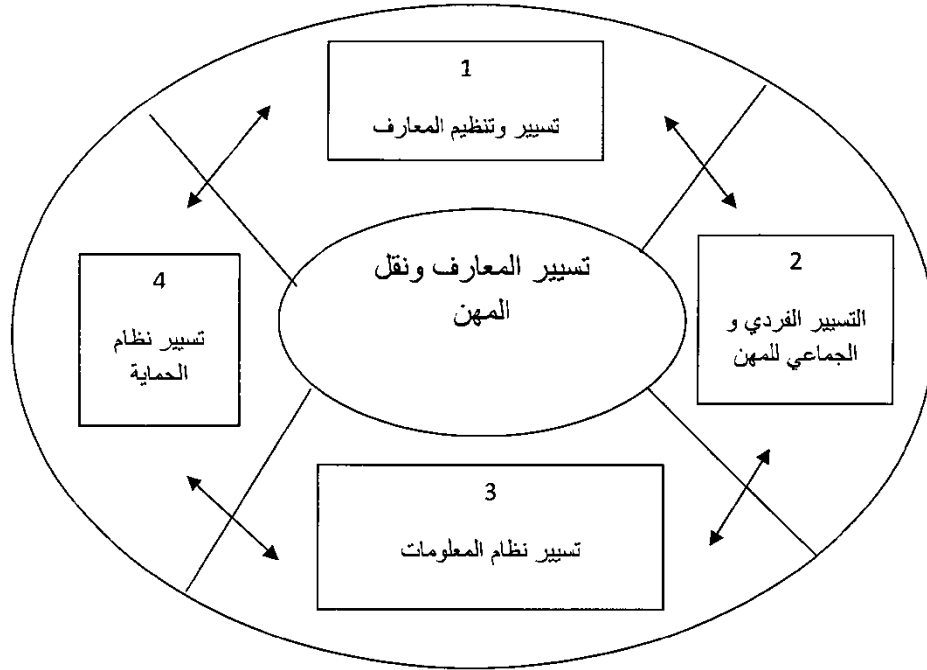 1
تسيير وتنظيم المعارف
تسيير المعارف ونقل
المهن
2
التسيير الفردي و
الجماعي للمهن
4
تسيير نظام
الحماية
3
تسيير نظام المعلومات